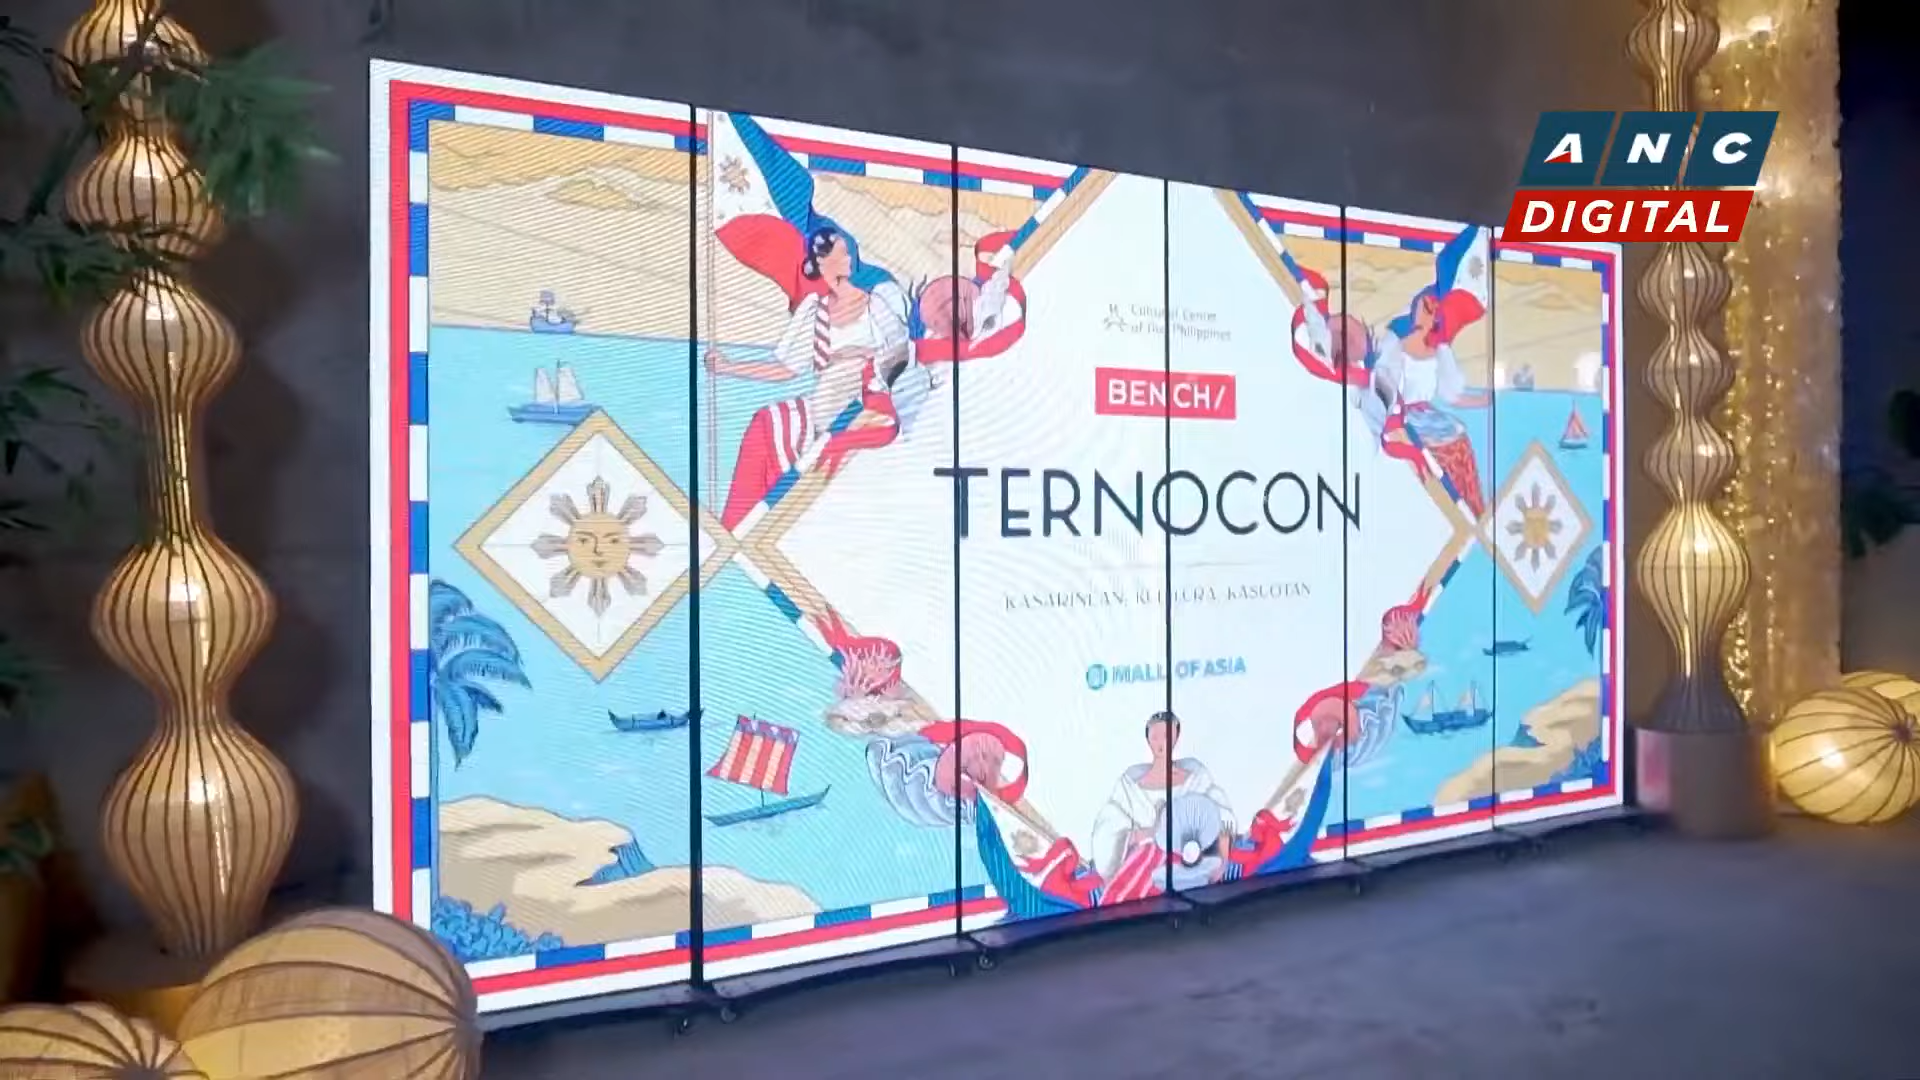 ANC
DIGITAL
Cultural Center
of the Philippines
BENCH/
TERNOCON
KASARINLAN, KULTURA, KASUOTAN
MALL OF ASIA